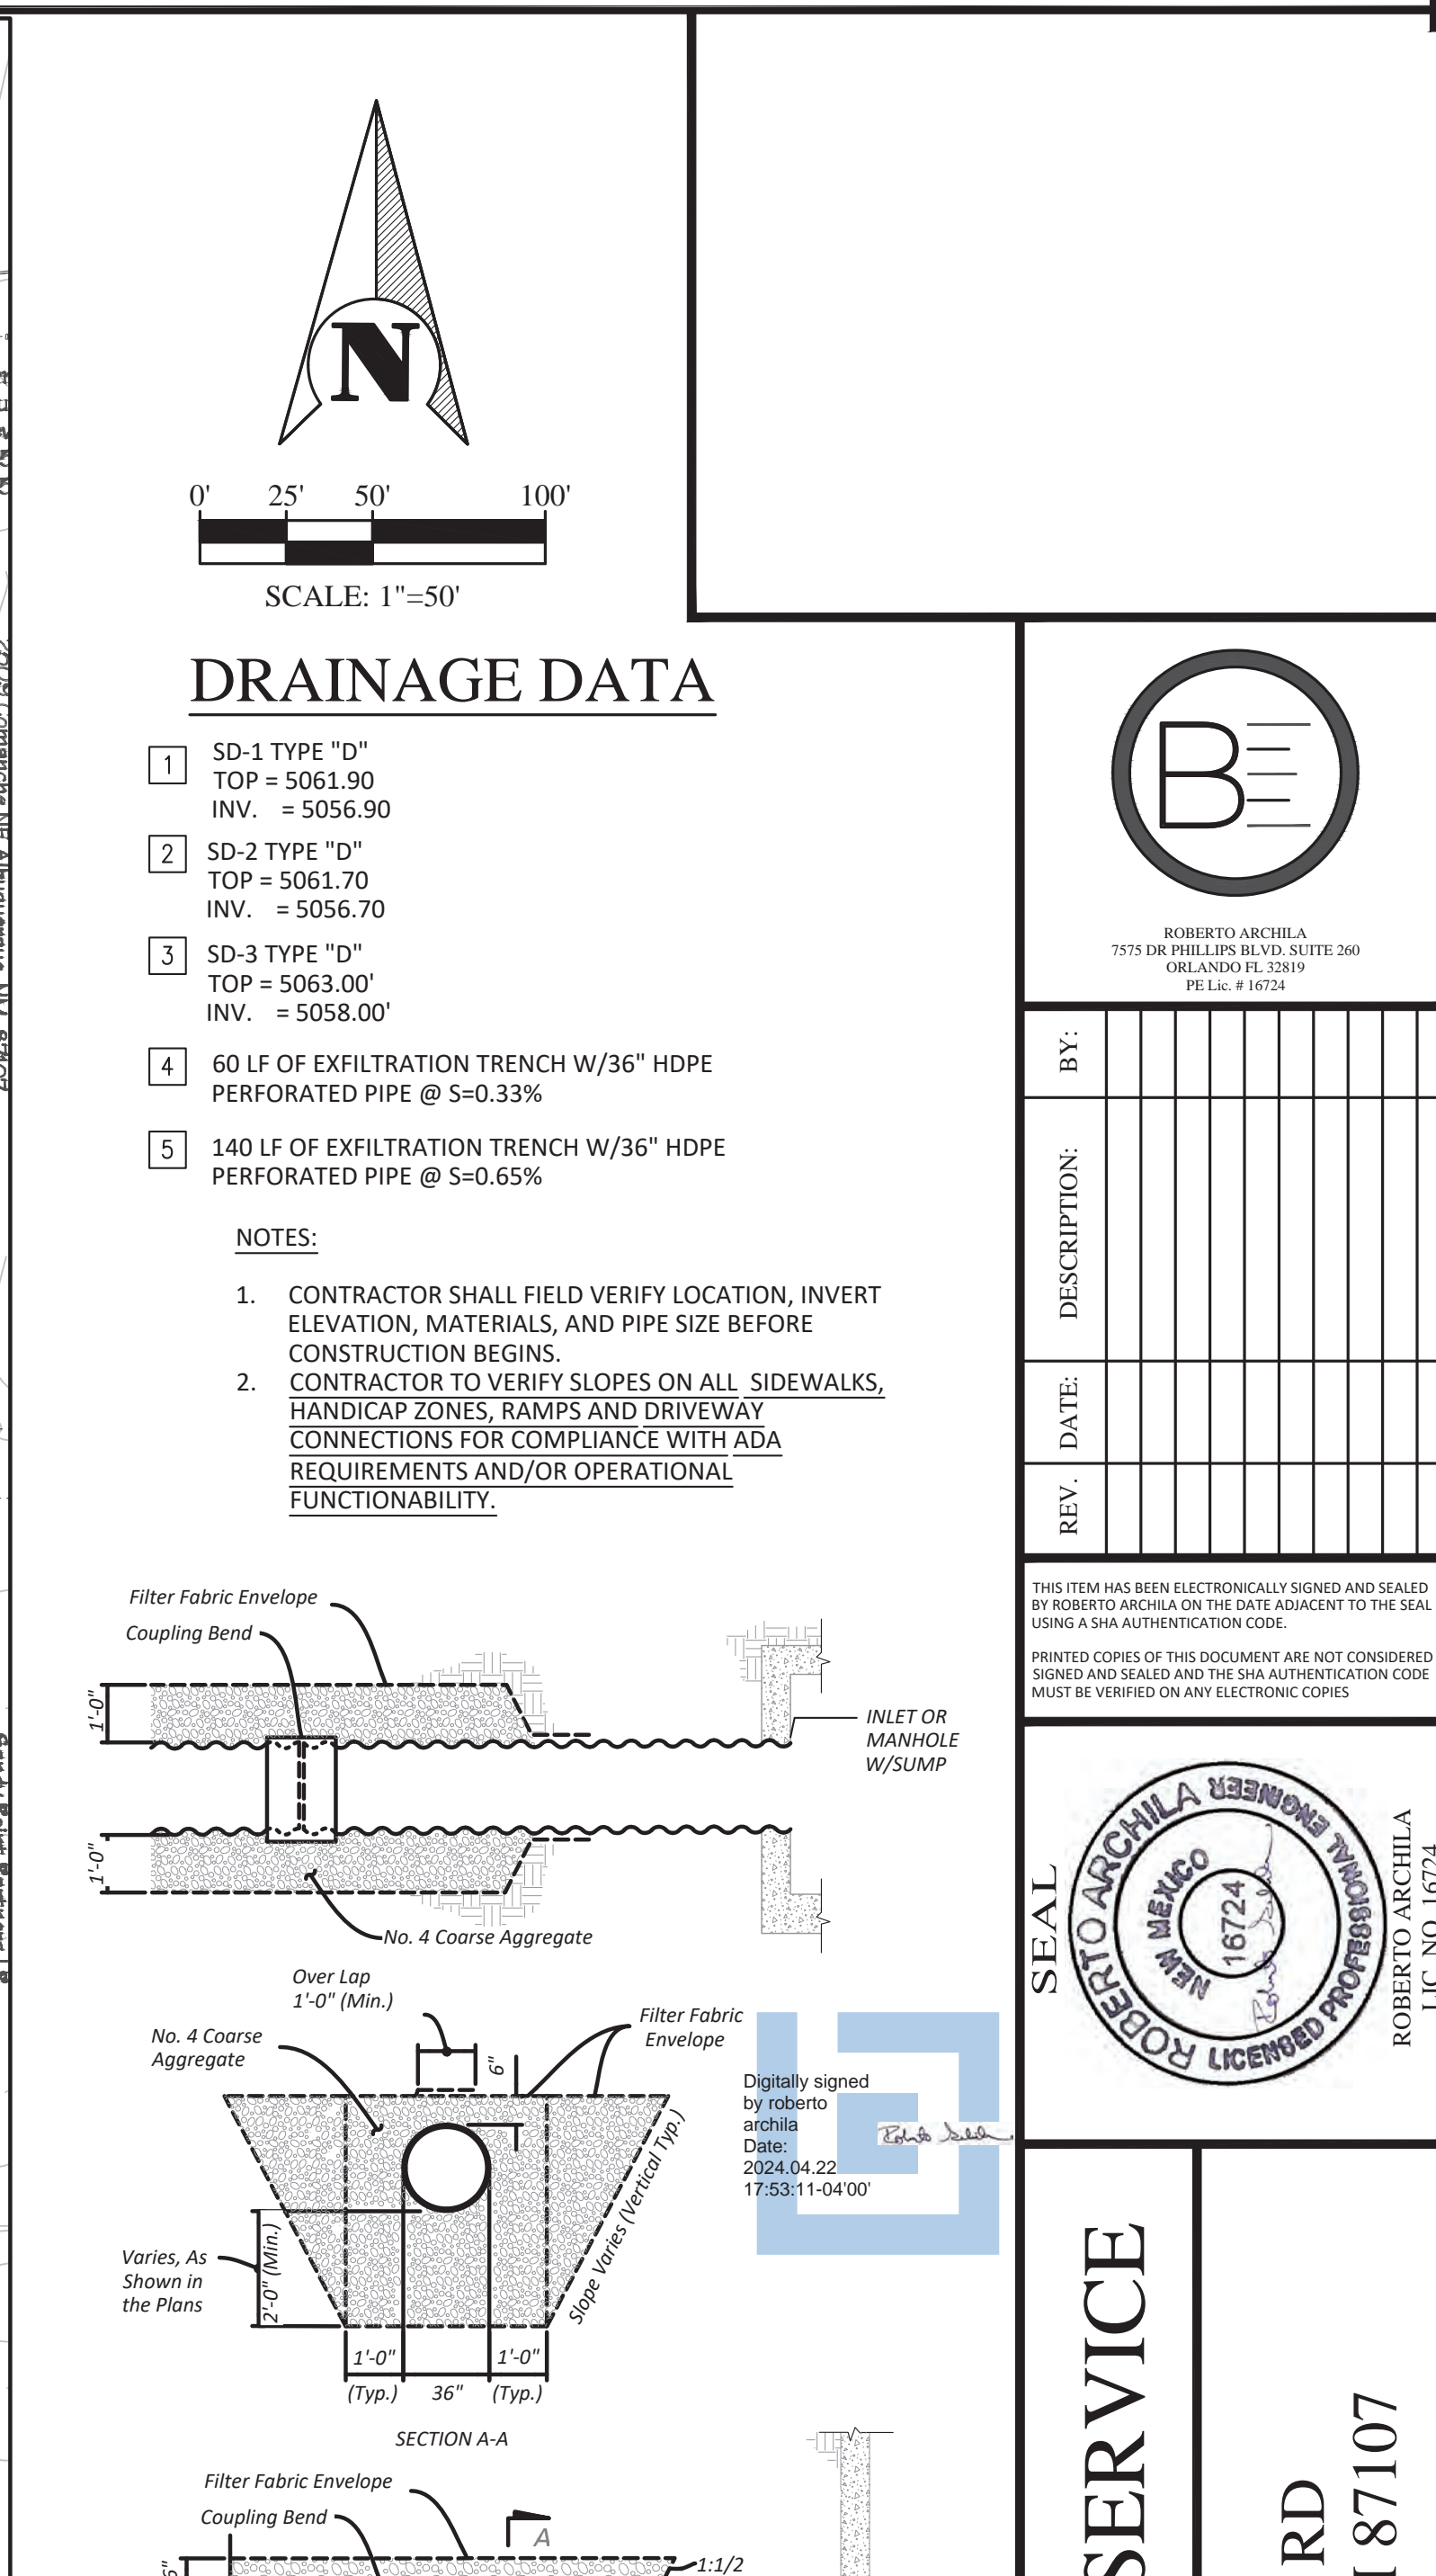 N
0' 25' 50' 100'
SCALE: 1"=50'
DRAINAGE DATA
1 SD-1 TYPE "D"
TOP = 5061.90
INV. = 5056.90
2 SD-2 TYPE "D"
TOP = 5061.70
INV. = 5056.70
3 SD-3 TYPE "D"
TOP = 5063.00'
INV. = 5058.00'
4 60 LF OF EXFILTRATION TRENCH W/36" HDPE
PERFORATED PIPE @ S=0.33%
5 140 LF OF EXFILTRATION TRENCH W/36" HDPE
PERFORATED PIPE @ S=0.65%
NOTES:
1. CONTRACTOR SHALL FIELD VERIFY LOCATION, INVERT
ELEVATION, MATERIALS, AND PIPE SIZE BEFORE
CONSTRUCTION BEGINS.
2. CONTRACTOR TO VERIFY SLOPES ON ALL SIDEWALKS,
HANDICAP ZONES, RAMPS AND DRIVEWAY
CONNECTIONS FOR COMPLIANCE WITH ADA
REQUIREMENTS AND/OR OPERATIONAL
FUNCTIONABILITY.
Filter Fabric Envelope
Coupling Bend
1'-0"
INLET OR
MANHOLE
W/SUMP
1'-0"
No. 4 Coarse Aggregate
Over Lap
1'-0" (Min.)
No. 4 Coarse
Aggregate
6"
Filter Fabric
Envelope
Slope Varies (Vertical Typ.)
Varies, As
Shown in
the Plans
2'-0" (Min.)
1'-0" 1'-0"
(Typ.) 36" (Typ.)
SECTION A-A
Filter Fabric Envelope
Coupling Bend
A
1:1/2
Digitally signed
by roberto
archila
Date:
2024.04.22
17:53:11-04'00'
BE
ROBERTO ARCHILA
7575 DR PHILLIPS BLVD. SUITE 260
ORLANDO FL 32819
PE Lic. # 16724
BY:
DESCRIPTION:
DATE:
REV.
THIS ITEM HAS BEEN ELECTRONICALLY SIGNED AND SEALED
BY ROBERTO ARCHILA ON THE DATE ADJACENT TO THE SEAL
USING A SHA AUTHENTICATION CODE.
PRINTED COPIES OF THIS DOCUMENT ARE NOT CONSIDERED
SIGNED AND SEALED AND THE SHA AUTHENTICATION CODE
MUST BE VERIFIED ON ANY ELECTRONIC COPIES
SEAL
ROBERTO ARCHILA
LICENSED PROFESSIONAL ENGINEER
NEW MEXICO
16724
ROBERTO ARCHILA
LIC. NO. 16724
SERVICE
RD
87107